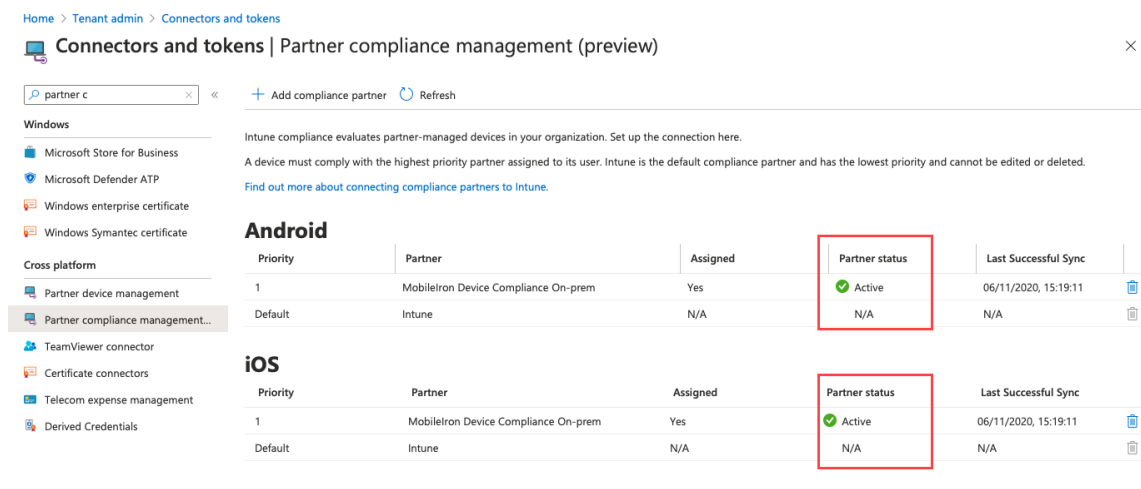 Home > Tenant admin > Connectors and tokens
Connectors and tokens | Partner compliance management (preview)
partner c
Windows
Microsoft Store for Business
Microsoft Defender ATP
Windows enterprise certificate
Windows Symantec certificate
Cross platform
Partner device management
Partner compliance management...
TeamViewer connector
Certificate connectors
Telecom expense management
Derived Credentials
Add compliance partner Refresh
Intune compliance evaluates partner-managed devices in your organization. Set up the connection here.
A device must comply with the highest priority partner assigned to its user. Intune is the default compliance partner and has the lowest priority and cannot be edited or deleted.
Find out more about connecting compliance partners to Intune.
Android
Priority Partner Assigned Partner status Last Successful Sync
1 MobileIron Device Compliance On-prem Yes Active 06/11/2020, 15:19:11
Default Intune N/A N/A N/A
iOS
Priority Partner Assigned Partner status Last Successful Sync
1 MobileIron Device Compliance On-prem Yes Active 06/11/2020, 15:19:11
Default Intune N/A N/A N/A